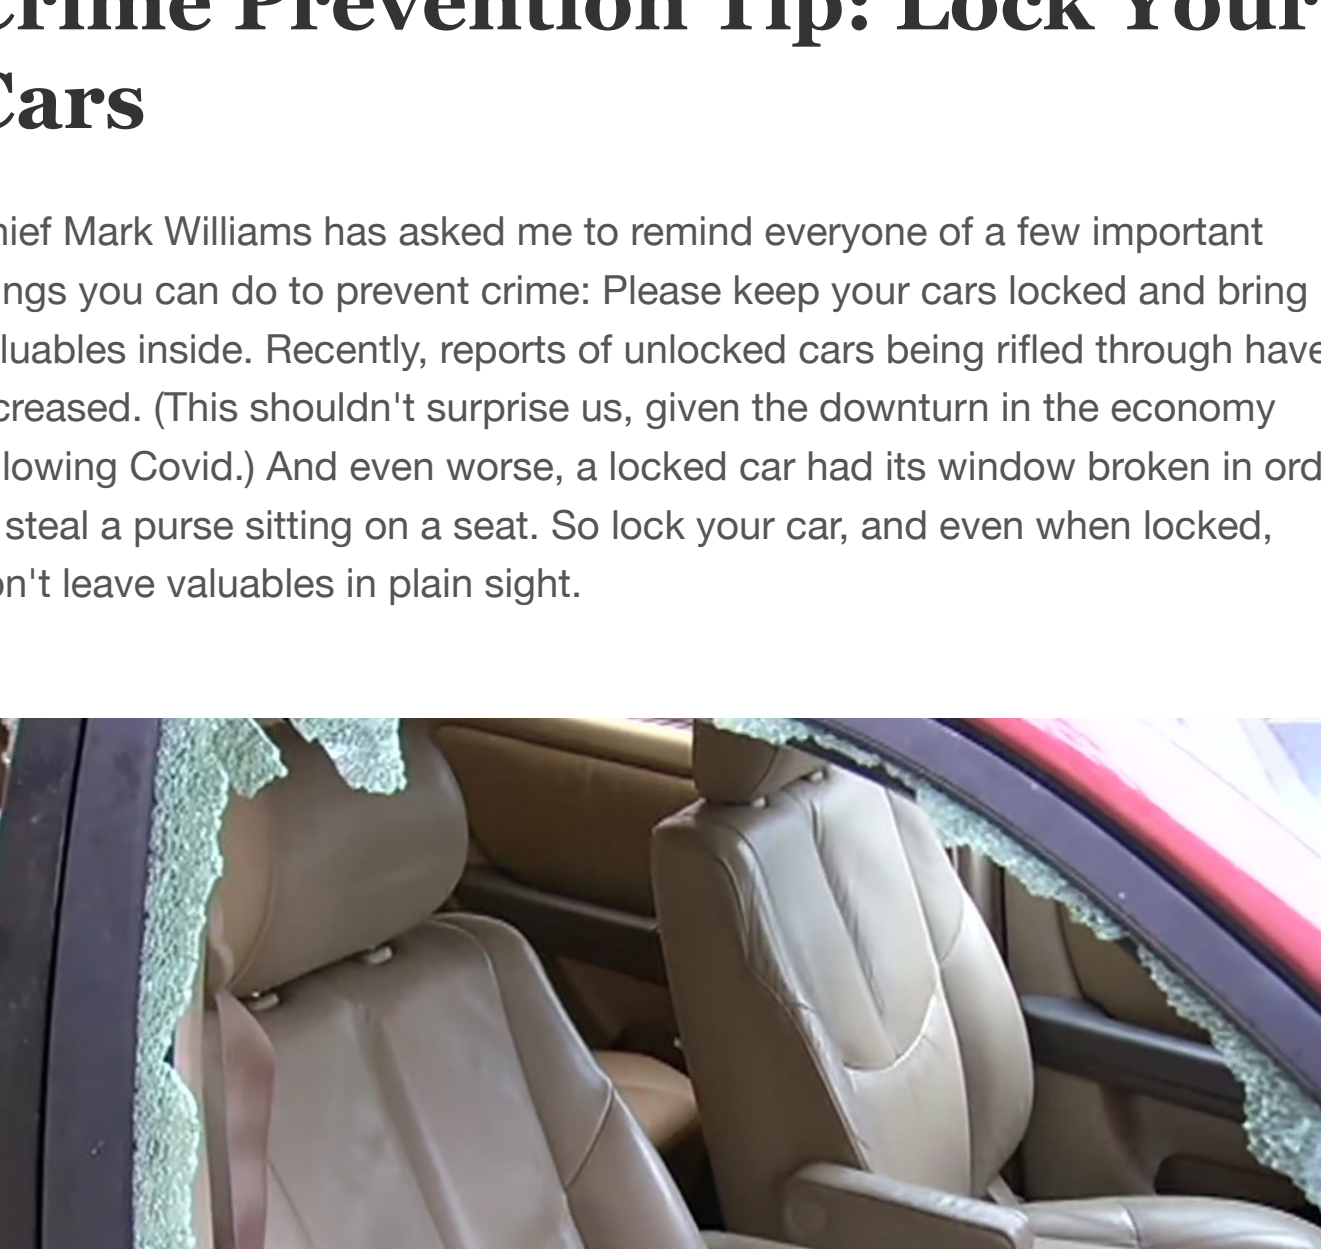 Crime Prevention Tip: Lock Your
Cars
hief Mark Williams has asked me to remind everyone of a few important
ngs you can do to prevent crime: Please keep your cars locked and bring
luables inside. Recently, reports of unlocked cars being rifled through have
creased. (This shouldn't surprise us, given the downturn in the economy
lowing Covid.) And even worse, a locked car had its window broken in ord
steal a purse sitting on a seat. So lock your car, and even when locked,
on't leave valuables in plain sight.